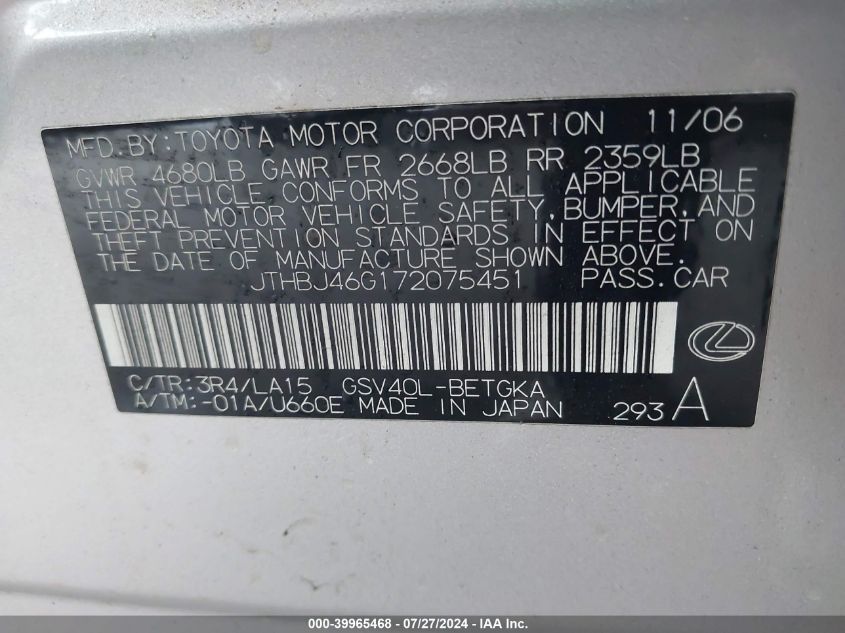 MFD. BY: TOYOTA MOTOR CORPORATION 11/06
GVWR 4680LB GAWR FR 2668LB RR 2359LB
THIS VEHICLE CONFORMS TO ALL APPLICABLE
FEDERAL MOTOR VEHICLE SAFETY, BUMPER, AND
THEFT PREVENTION STANDARDS IN EFFECT ON
THE DATE OF MANUFACTURE SHOWN ABOVE.
JTHBJ46G172075451 PASS. CAR
C/TR: 3R4/LA15 GSV40L-BETGKA
A/TM: -01A/U660E MADE IN JAPAN 293 A
000-39965468 - 07/27/2024 - IAA Inc.